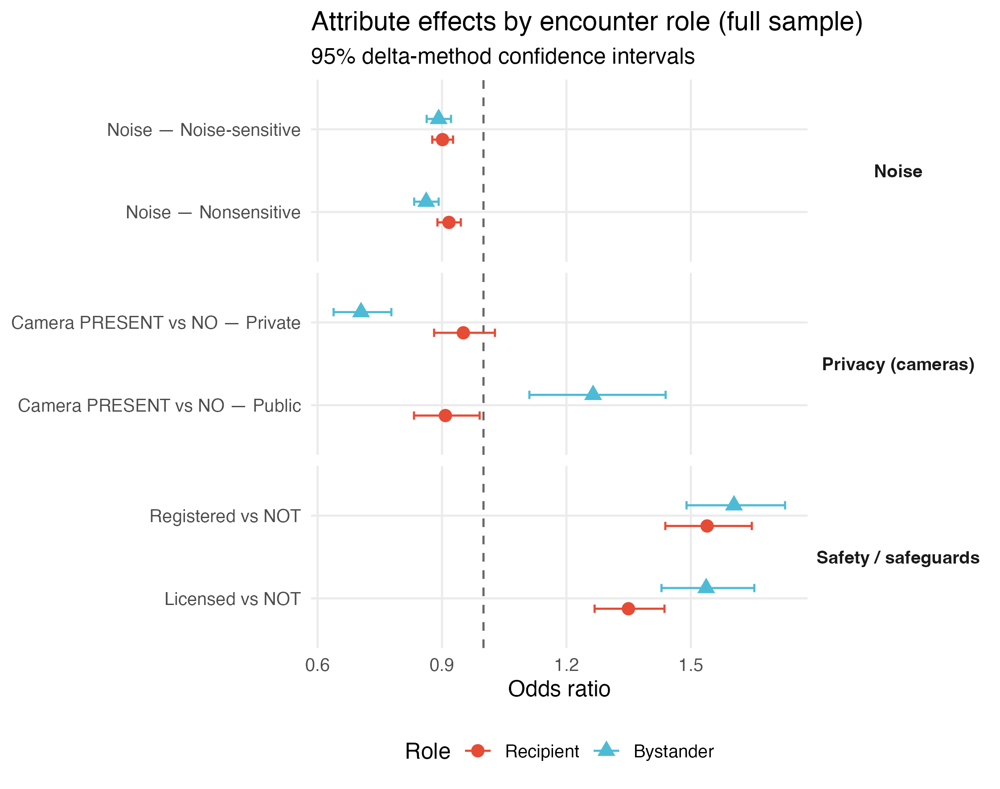 Attribute effects by encounter role (full sample)
95% delta-method confidence intervals
Noise — Noise-sensitive
Noise — Nonsensitive
Noise
Camera PRESENT vs NO — Private
Camera PRESENT vs NO — Public
Privacy (cameras)
Registered vs NOT
Licensed vs NOT
Safety / safeguards
0.6 0.9 1.2 1.5
Odds ratio
Role Recipient Bystander